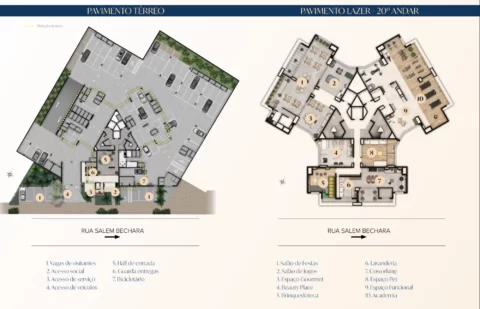 PAVIMENTO TÉRREO
PAVIMENTO LAZER - 20º ANDAR
RUA SALEM BECHARA
1. Vagas de visitantes
2. Acesso social
3. Acesso de serviço
4. Acesso de veículos
5. Hall de entrada
6. Guarda entregas
7. Bicicletário
RUA SALEM BECHARA
1. Salão de Festas
2. Salão de Jogos
3. Espaço Gourmet
4. Beauty Place
5. Brinquedoteca
6. Lavanderia
7. Coworking
8. Espaço Pet
9. Espaço Funcional
10. Academia